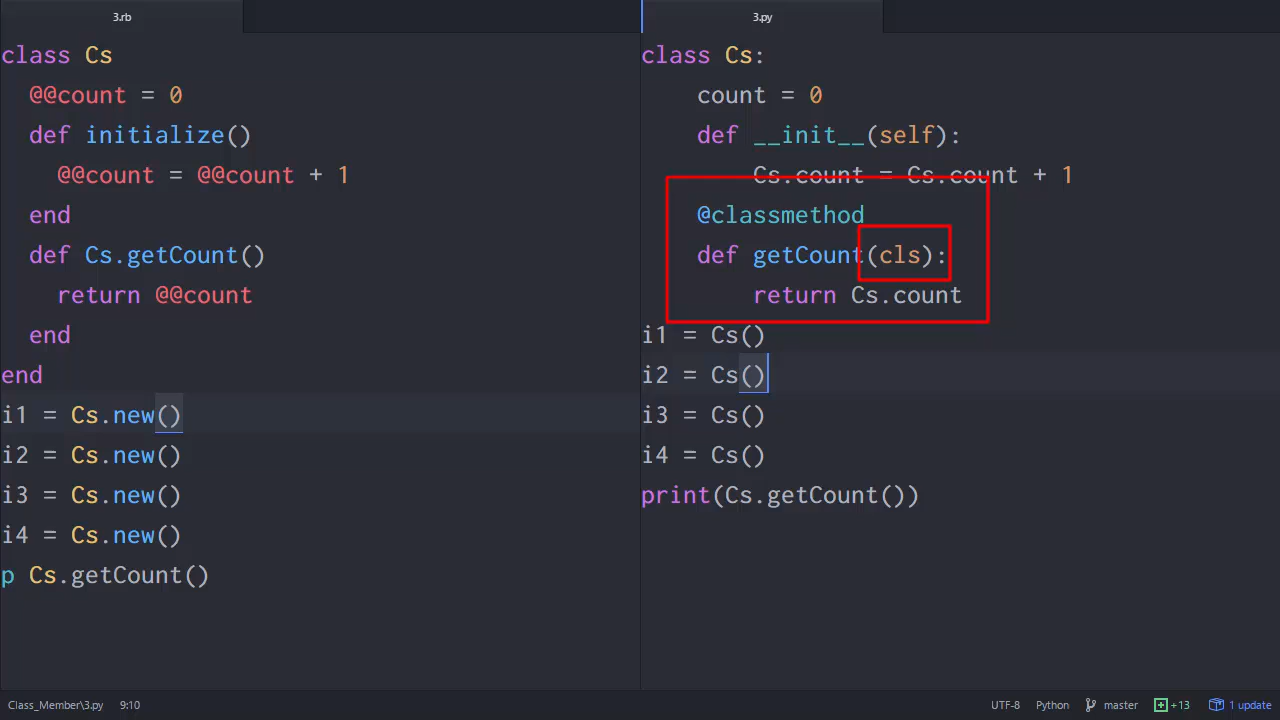 3.rb
class Cs
  @@count = 0
  def initialize()
    @@count = @@count + 1
  end
  def Cs.getCount()
    return @@count
  end
end
i1 = Cs.new()
i2 = Cs.new()
i3 = Cs.new()
i4 = Cs.new()
p Cs.getCount()
3.py
class Cs:
    count = 0
    def __init__(self):
        Cs.count = Cs.count + 1
    @classmethod
    def getCount(cls):
        return Cs.count
i1 = Cs()
i2 = Cs()
i3 = Cs()
i4 = Cs()
print(Cs.getCount())
Class_Member\3.py 9:10 UTF-8 Python master +13 1 update